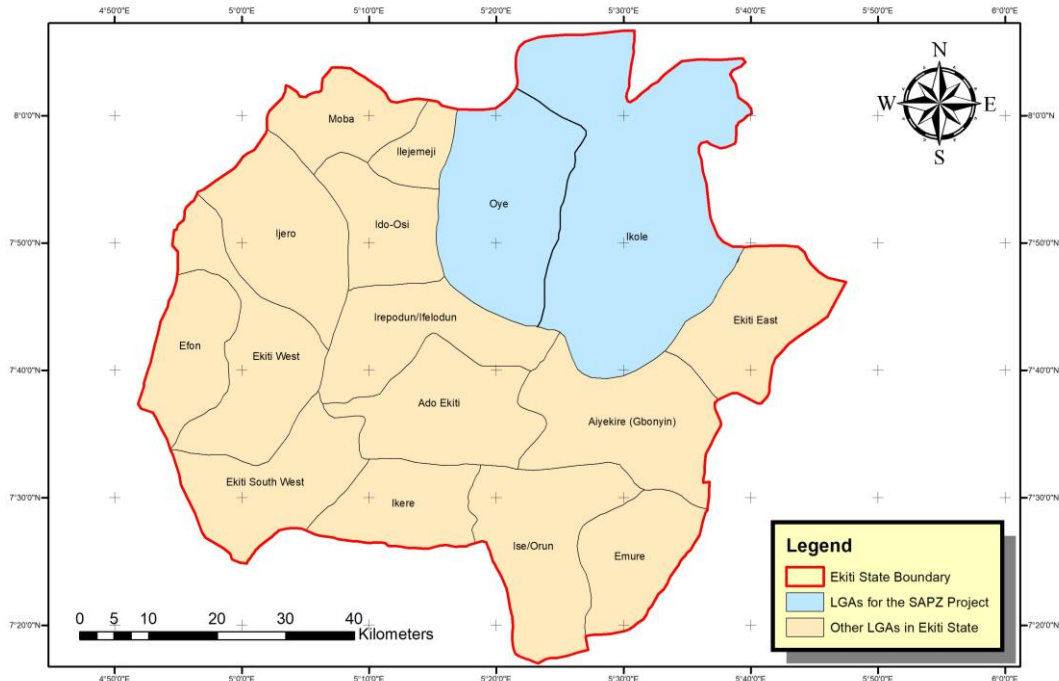 4°50'0"E 5°0'0"E 5°10'0"E 5°20'0"E 5°30'0"E 5°40'0"E 5°50'0"E 6°0'0"E
N
W E
S
8°0'0"N 8°0'0"N
Moba
Ilejemeji
Oye
Ido-Osi
Ijero
Ikole
7°50'0"N 7°50'0"N
Irepodun/Ifelodun
Ekiti East
Efon
Ekiti West
7°40'0"N 7°40'0"N
Ado Ekiti
Aiyekire (Gbonyin)
Ekiti South West
7°30'0"N 7°30'0"N
Ikere
Ise/Orun
Emure
Legend
Ekiti State Boundary
LGAs for the SAPZ Project
Other LGAs in Ekiti State
0 5 10 20 30 40
Kilometers
7°20'0"N 7°20'0"N
4°50'0"E 5°0'0"E 5°10'0"E 5°20'0"E 5°30'0"E 5°40'0"E 5°50'0"E 6°0'0"E